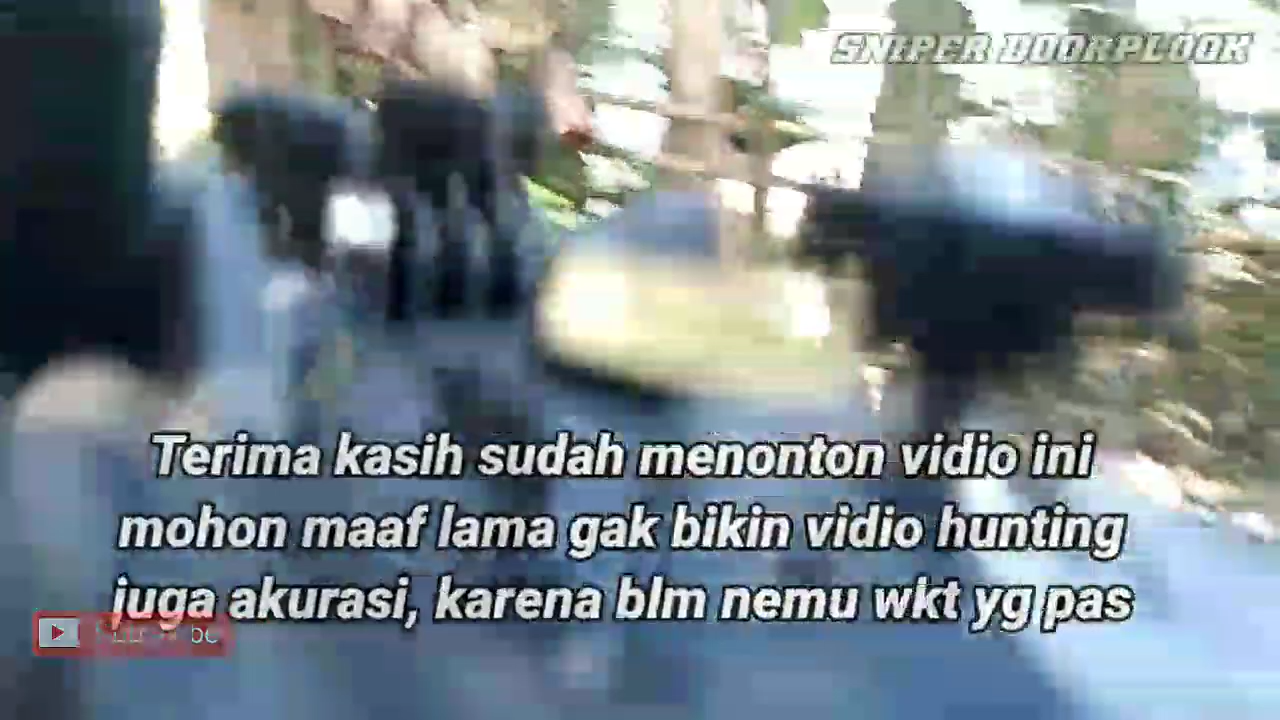 SNIPER DOORPLOOK
Terima kasih sudah menonton vidio ini
mohon maaf lama gak bikin vidio hunting
juga akurasi, karena blm nemu wkt yg pas